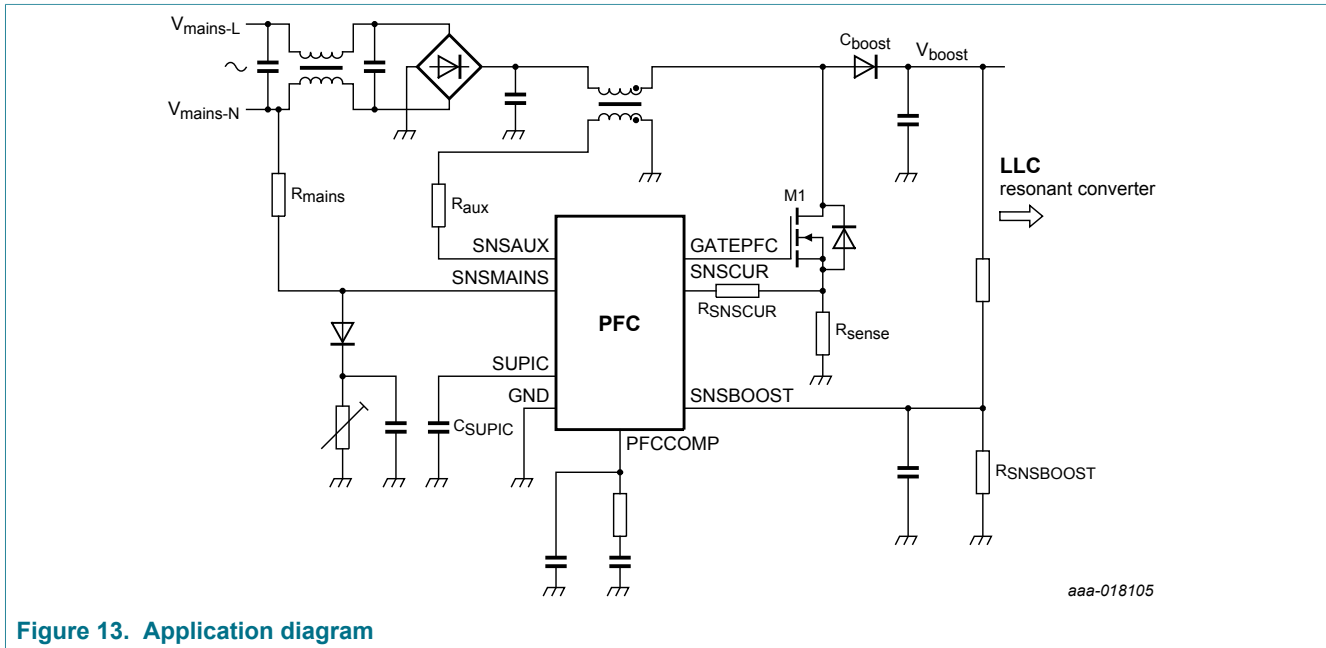 Vmains-L
Cboost
Vboost
Vmains-N
Rmains
Raux
LLC
resonant converter
M1
SNSAUX
GATEPFC
SNSMAINS
SNSCUR
RSNSCUR
PFC
Rsense
SUPIC
GND
SNSBOOST
CSUPIC
PFCCOMP
RSNSBOOST
aaa-018105
Figure 13. Application diagram